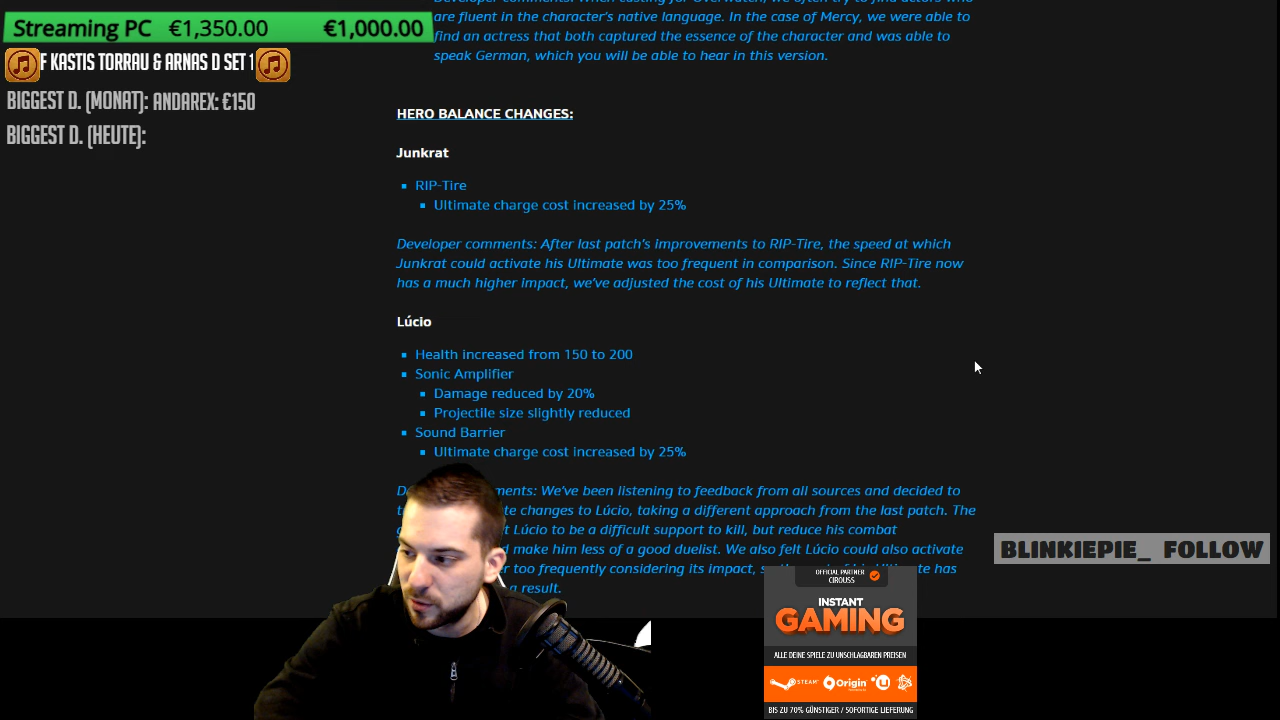 Streaming PC €1,350.00 €1,000.00
F KASTIS TORRAU & ARNAS D SET 1
BIGGEST D. (MONAT): ANDAREX: €150
BIGGEST D. (HEUTE):
are fluent in the character's native language. In the case of Mercy, we were able to
find an actress that both captured the essence of the character and was able to
speak German, which you will be able to hear in this version.
HERO BALANCE CHANGES:
Junkrat
▪ RIP-Tire
▪ Ultimate charge cost increased by 25%
Developer comments: After last patch's improvements to RIP-Tire, the speed at which
Junkrat could activate his Ultimate was too frequent in comparison. Since RIP-Tire now
has a much higher impact, we've adjusted the cost of his Ultimate to reflect that.
Lúcio
▪ Health increased from 150 to 200
▪ Sonic Amplifier
▪ Damage reduced by 20%
▪ Projectile size slightly reduced
▪ Sound Barrier
▪ Ultimate charge cost increased by 25%
ments: We've been listening to feedback from all sources and decided to
te changes to Lúcio, taking a different approach from the last patch. The
t Lúcio to be a difficult support to kill, but reduce his combat
d make him less of a good duelist. We also felt Lúcio could also activate
r too frequently considering its impact, has
a result.
BLINKIEPIE_ FOLLOW
OFFICIAL PARTNER
CIROUSS
INSTANT
GAMING
ALLE DEINE SPIELE ZU UNSCHLAGBAREN PREISEN
STEAM Origin
BIS ZU 70% GÜNSTIGER / SOFORTIGE LIEFERUNG